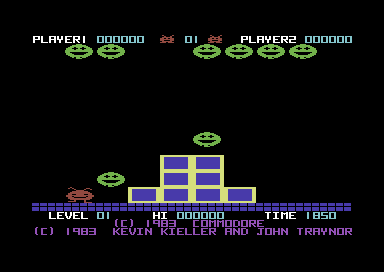 PLAYER1 000000 01 PLAYER2 000000
LEVEL 01 HI 000000 TIME 1850
(C) 1983 COMMODORE
(C) 1983 KEVIN KIELLER AND JOHN TRAYNOR